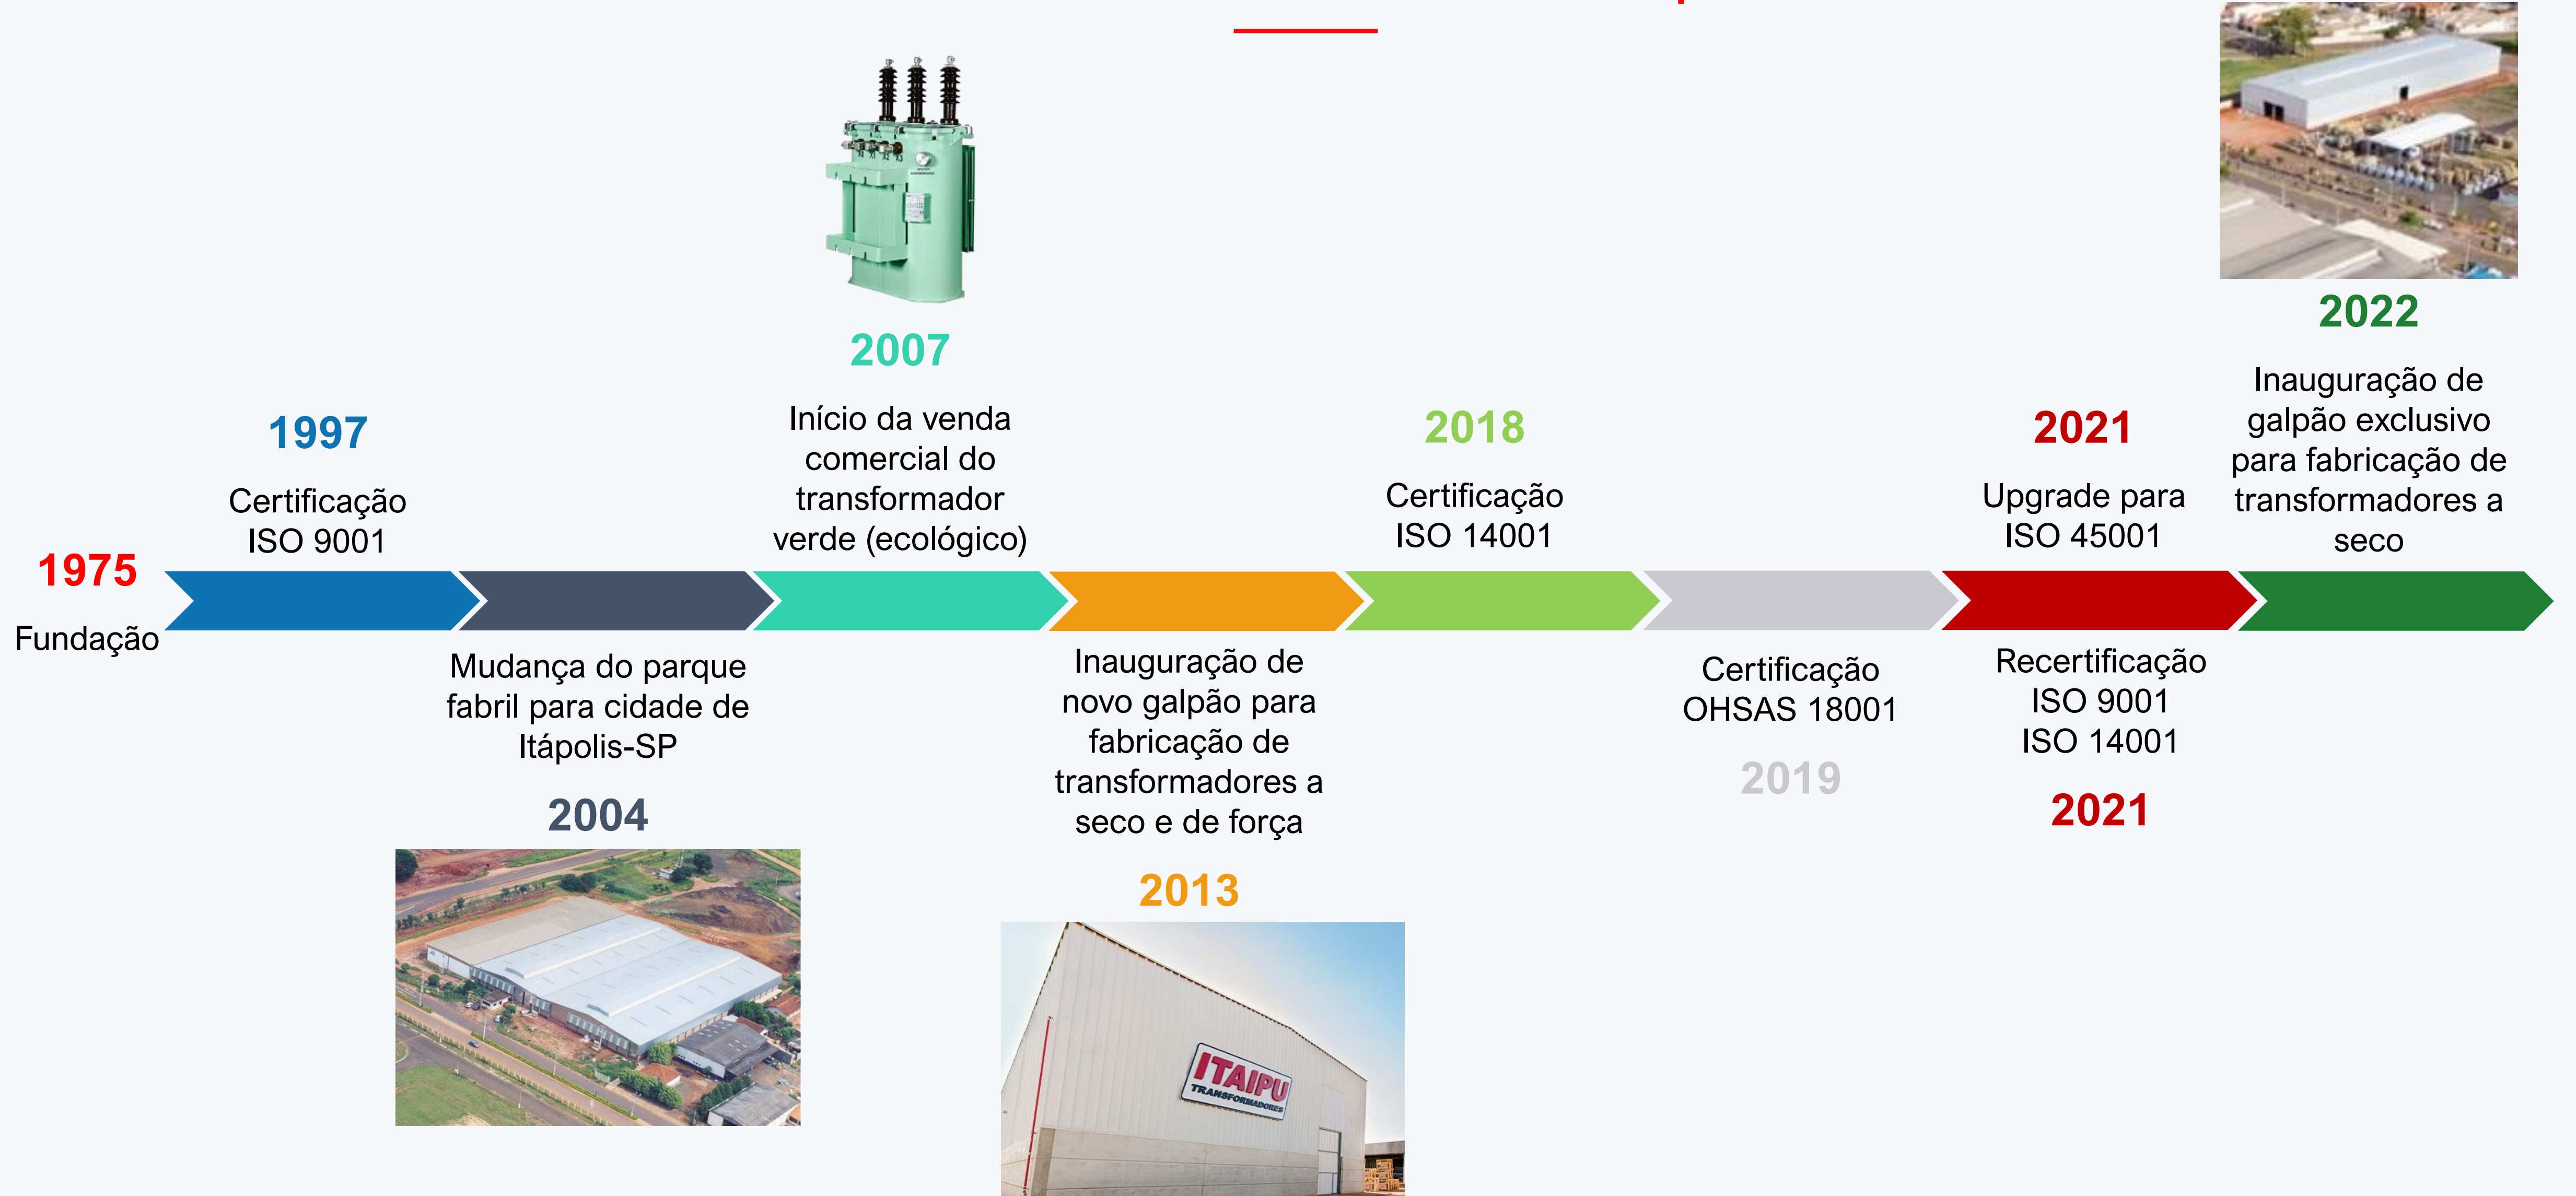 1975
Fundação
1997
Certificação
ISO 9001
Mudança do parque
fabril para cidade de
Itápolis-SP
2004
2007
Início da venda
comercial do
transformador
verde (ecológico)
Inauguração de
novo galpão para
fabricação de
transformadores a
seco e de força
2013
ITAIPU
TRANSFORMADORES
2018
Certificação
ISO 14001
Certificação
OHSAS 18001
2019
2021
Upgrade para
ISO 45001
Recertificação
ISO 9001
ISO 14001
2021
2022
Inauguração de
galpão exclusivo
para fabricação de
transformadores a
seco